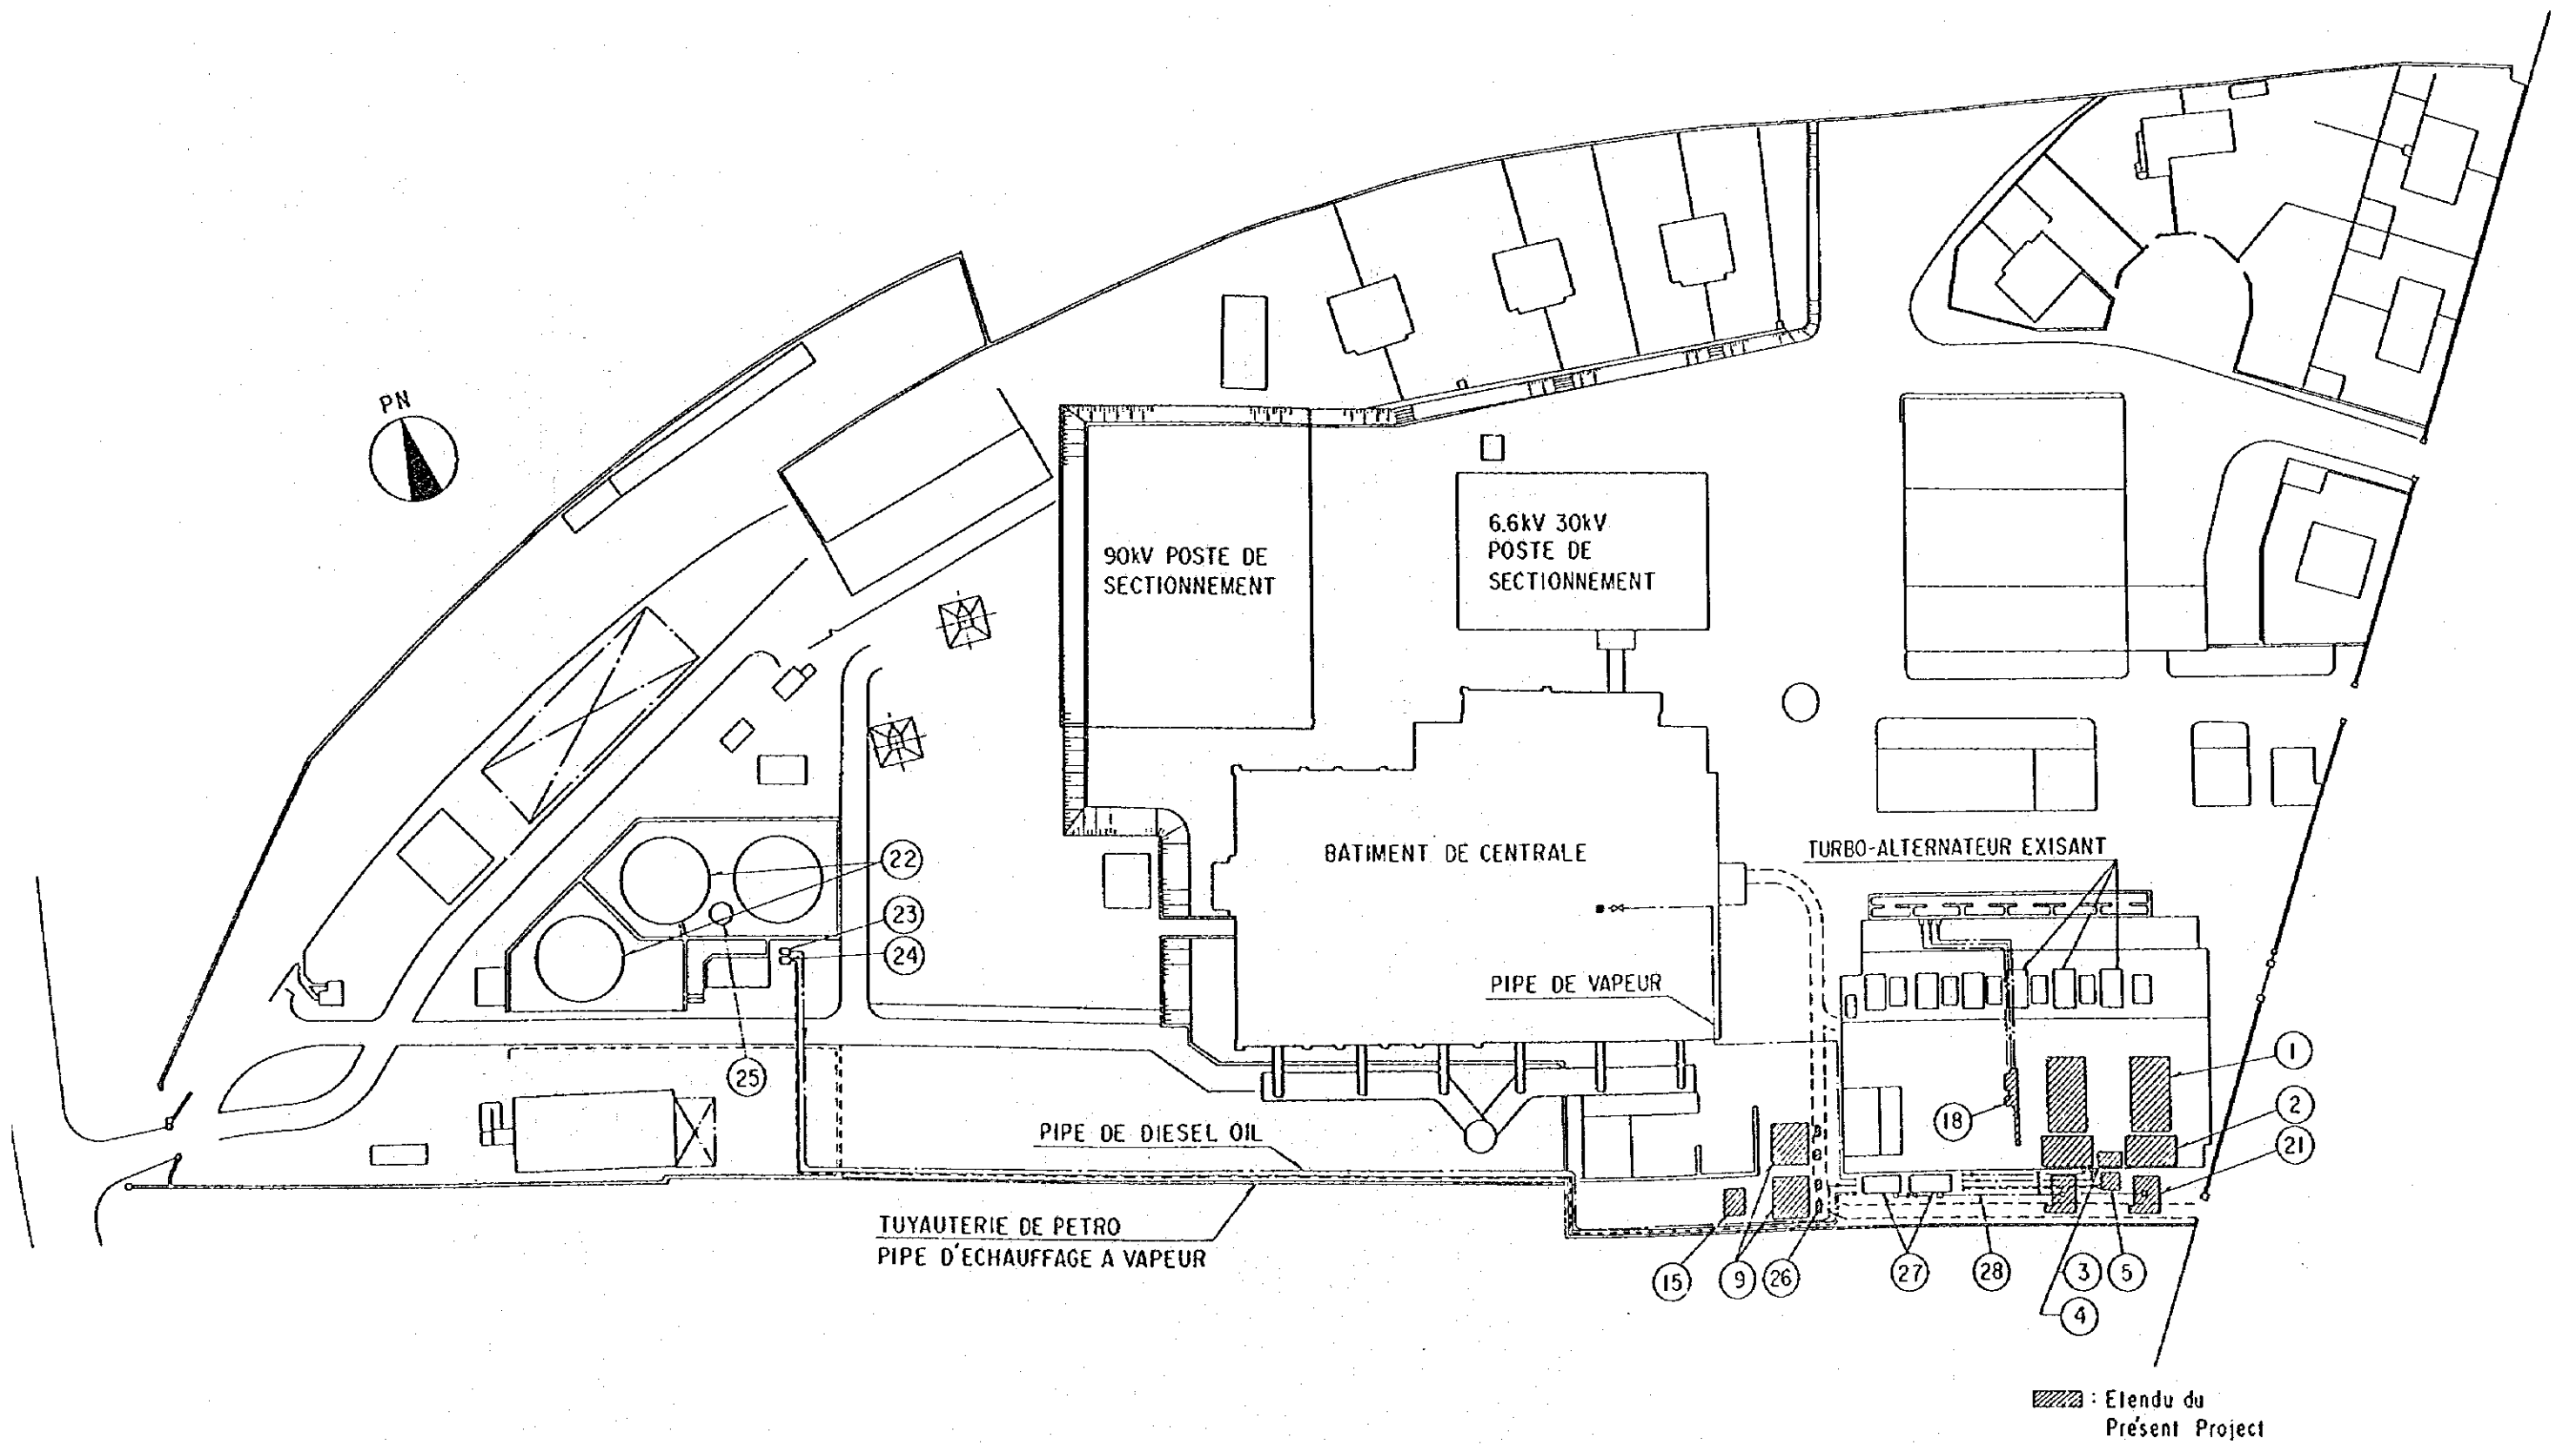 PN
90kV POSTE DE
SECTIONNEMENT
6.6kV 30kV
POSTE DE
SECTIONNEMENT
BATIMENT DE CENTRALE
TURBO-ALTERNATEUR EXISANT
22
23
24
PIPE DE VAPEUR
25
1
2
18
21
PIPE DE DIESEL OIL
TUYAUTERIE DE PETRO
PIPE D'ECHAUFFAGE A VAPEUR
15
9
26
27
28
3
5
4
: Etendu du
Présent Project